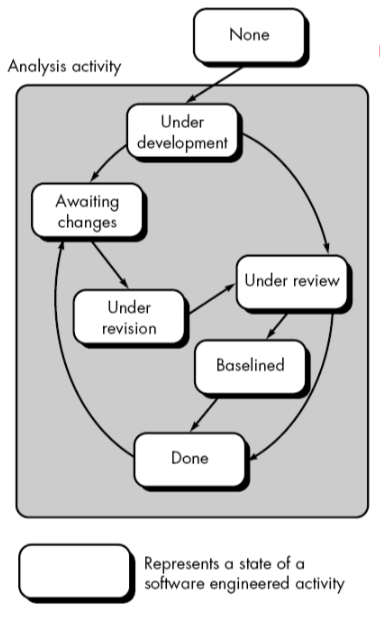 None
Analysis activity
Under
development
Awaiting
changes
Under review
Under
revision
Baselined
Done
Represents a state of a
software engineered activity